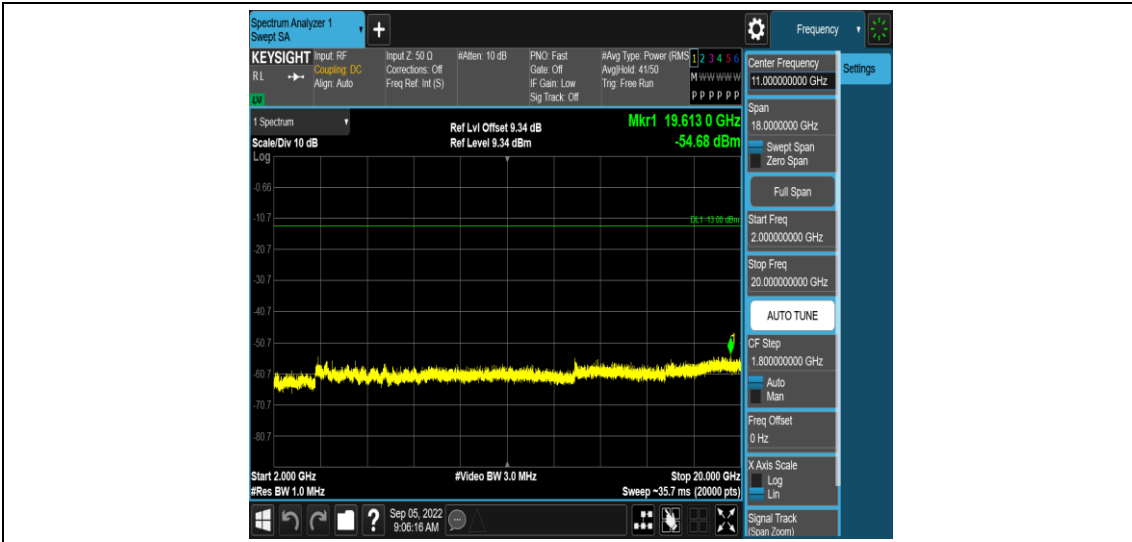 Spectrum Analyzer 1
Swept SA
+
Frequency
KEYSIGHT
RL
LXI
Input: RF
Coupling: DC
Align: Auto
Input Z: 50 Ω
Corrections: Off
Freq Ref: Int (S)
#Atten: 10 dB
PNO: Fast
Gate: Off
IF Gain: Low
Sig Track: Off
#Avg Type: Power (RMS
Avg|Hold: 41/50
Trig: Free Run
1 2 3 4 5 6
M W W W W W
P P P P P P
1 Spectrum
Scale/Div 10 dB
Log
Ref Lvl Offset 9.34 dB
Ref Level 9.34 dBm
Mkr1 19.613 0 GHz
-54.68 dBm
-0.66
-10.7
DL1 -13.00 dBm
-20.7
-30.7
-40.7
-50.7
1
-60.7
-70.7
-80.7
Start 2.000 GHz
#Res BW 1.0 MHz
#Video BW 3.0 MHz
Stop 20.000 GHz
Sweep ~35.7 ms (20000 pts)
?
Sep 05, 2022
9:06:16 AM
Center Frequency
11.000000000 GHz
Settings
Span
18.0000000 GHz
Swept Span
Zero Span
Full Span
Start Freq
2.000000000 GHz
Stop Freq
20.000000000 GHz
AUTO TUNE
CF Step
1.800000000 GHz
Auto
Man
Freq Offset
0 Hz
X Axis Scale
Log
Lin
Signal Track
(Span Zoom)